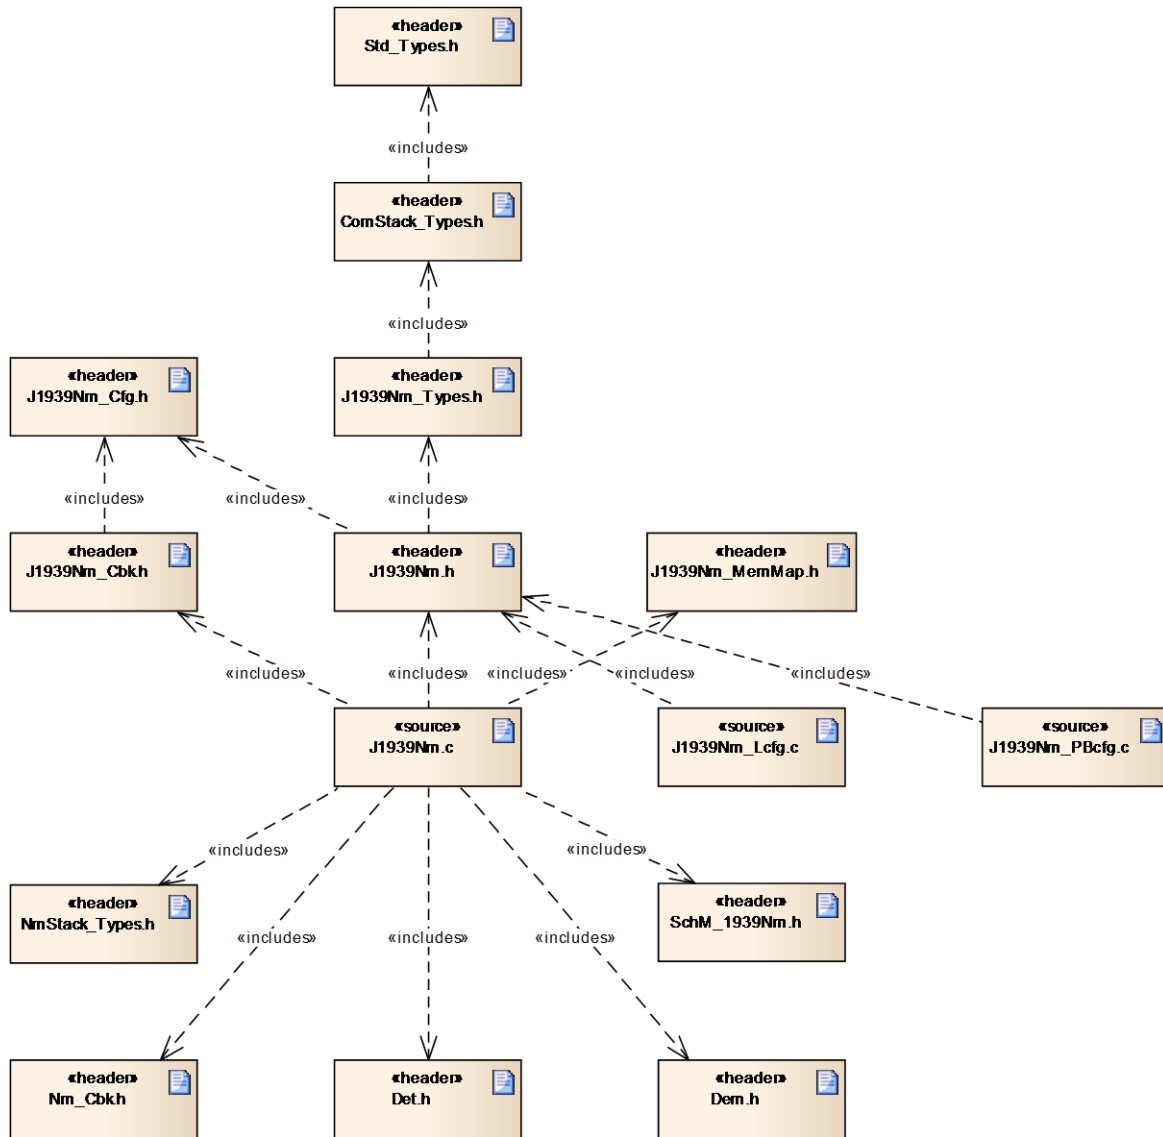 «header»
Std_Types.h
«includes»
«header»
ComStack_Types.h
«includes»
«header»
J1939Nm_Cfg.h
«header»
J1939Nm_Types.h
«includes»
«includes»
«includes»
«header»
J1939Nm_Cbk.h
«header»
J1939Nm.h
«header»
J1939Nm_MemMap.h
«includes»
«includes»
«includes»
«includes»
«includes»
«source»
J1939Nm.c
«source»
J1939Nm_Lcfg.c
«source»
J1939Nm_PBcfg.c
«includes»
«includes»
«header»
NmStack_Types.h
«header»
SchM_1939Nm.h
«includes»
«includes»
«includes»
«header»
Nm_Cbk.h
«header»
Det.h
«header»
Dem.h